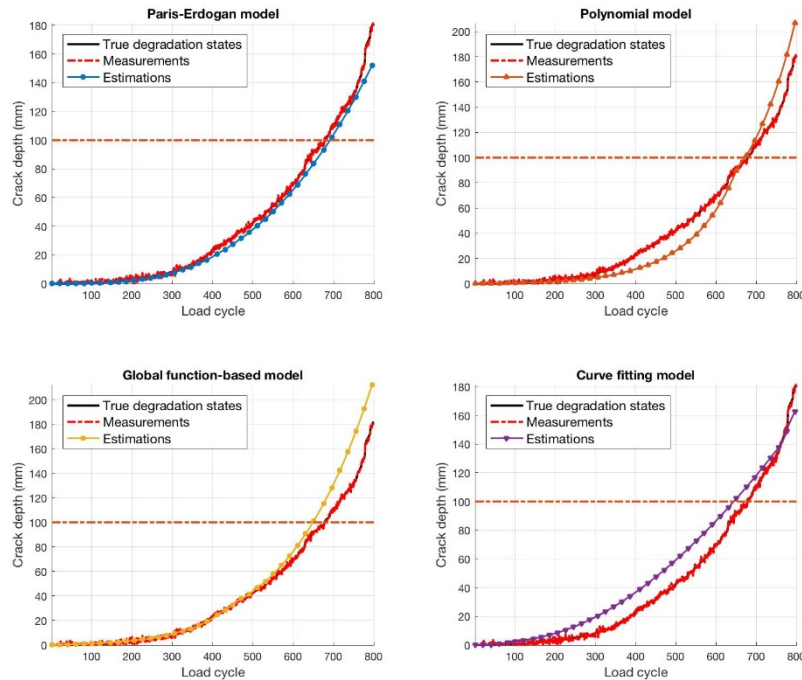 Paris-Erdogan model
180
160
140
120
100
80
60
40
20
0
Crack depth (mm)
True degradation states
Measurements
Estimations
100 200 300 400 500 600 700 800
Load cycle
Polynomial model
200
180
160
140
120
100
80
60
40
20
0
Crack depth (mm)
True degradation states
Measurements
Estimations
100 200 300 400 500 600 700 800
Load cycle
Global function-based model
200
180
160
140
120
100
80
60
40
20
0
Crack depth (mm)
True degradation states
Measurements
Estimations
100 200 300 400 500 600 700 800
Load cycle
Curve fitting model
180
160
140
120
100
80
60
40
20
0
Crack depth (mm)
True degradation states
Measurements
Estimations
100 200 300 400 500 600 700 800
Load cycle